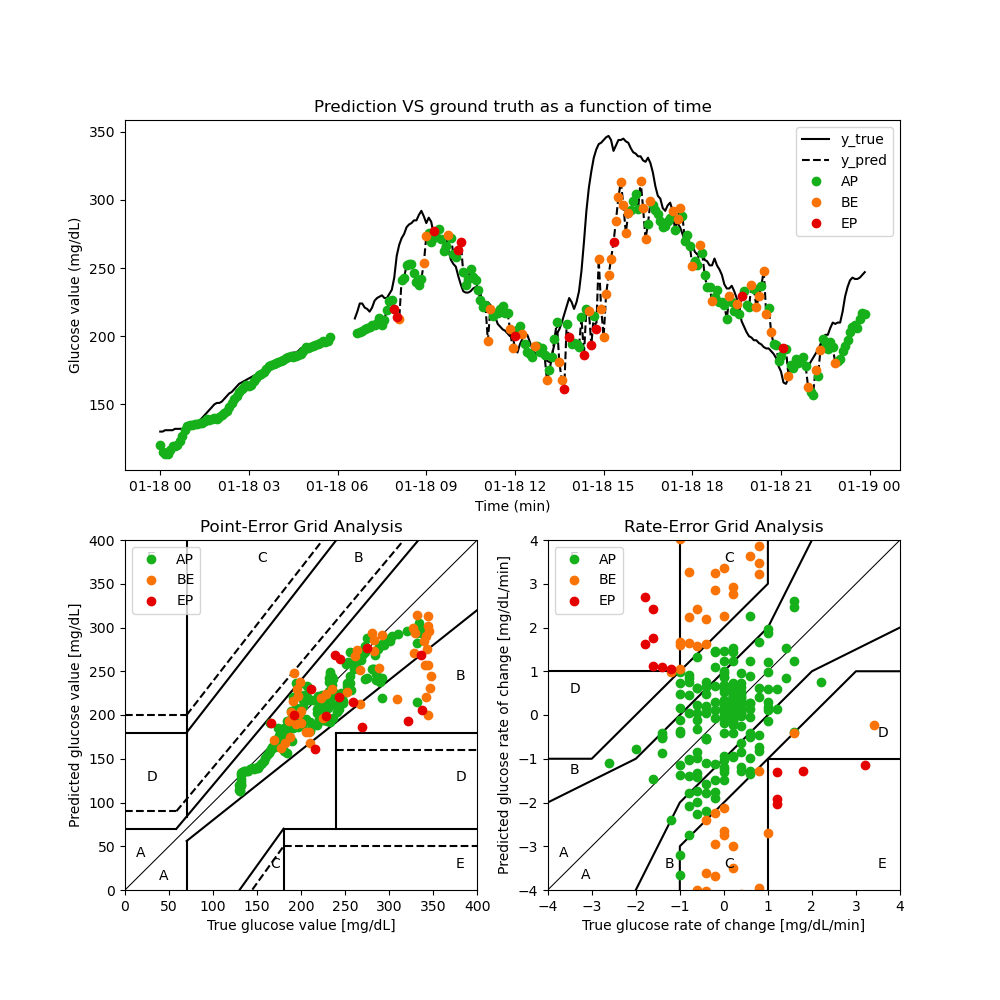 Prediction VS ground truth as a function of time
Glucose value (mg/dL)
350
300
250
200
150
y_true
y_pred
AP
BE
EP
01-18 00
01-18 03
01-18 06
01-18 09
01-18 12
01-18 15
01-18 18
01-18 21
01-19 00
Time (min)
Point-Error Grid Analysis
Predicted glucose value [mg/dL]
400
350
300
250
200
150
100
50
0
AP
BE
EP
C
B
B
D
D
A
A
C
E
0
50
100
150
200
250
300
350
400
True glucose value [mg/dL]
Rate-Error Grid Analysis
Predicted glucose rate of change [mg/dL/min]
4
3
2
1
0
−1
−2
−3
−4
AP
BE
EP
C
D
D
B
A
A
B
C
E
−4
−3
−2
−1
0
1
2
3
4
True glucose rate of change [mg/dL/min]